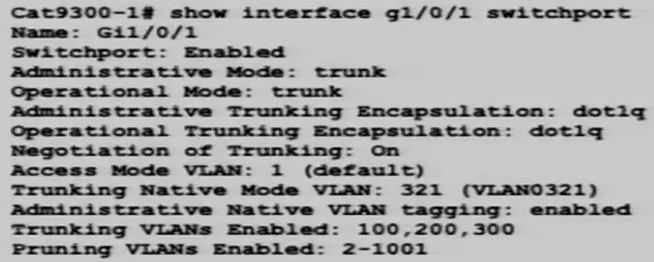 Cat9300-1# show interface g1/0/1 switchport
Name: Gi1/0/1
Switchport: Enabled
Administrative Mode: trunk
Operational Mode: trunk
Administrative Trunking Encapsulation: dot1q
Operational Trunking Encapsulation: dot1q
Negotiation of Trunking: On
Access Mode VLAN: 1 (default)
Trunking Native Mode VLAN: 321 (VLAN0321)
Administrative Native VLAN tagging: enabled
Trunking VLANs Enabled: 100,200,300
Pruning VLANs Enabled: 2-1001